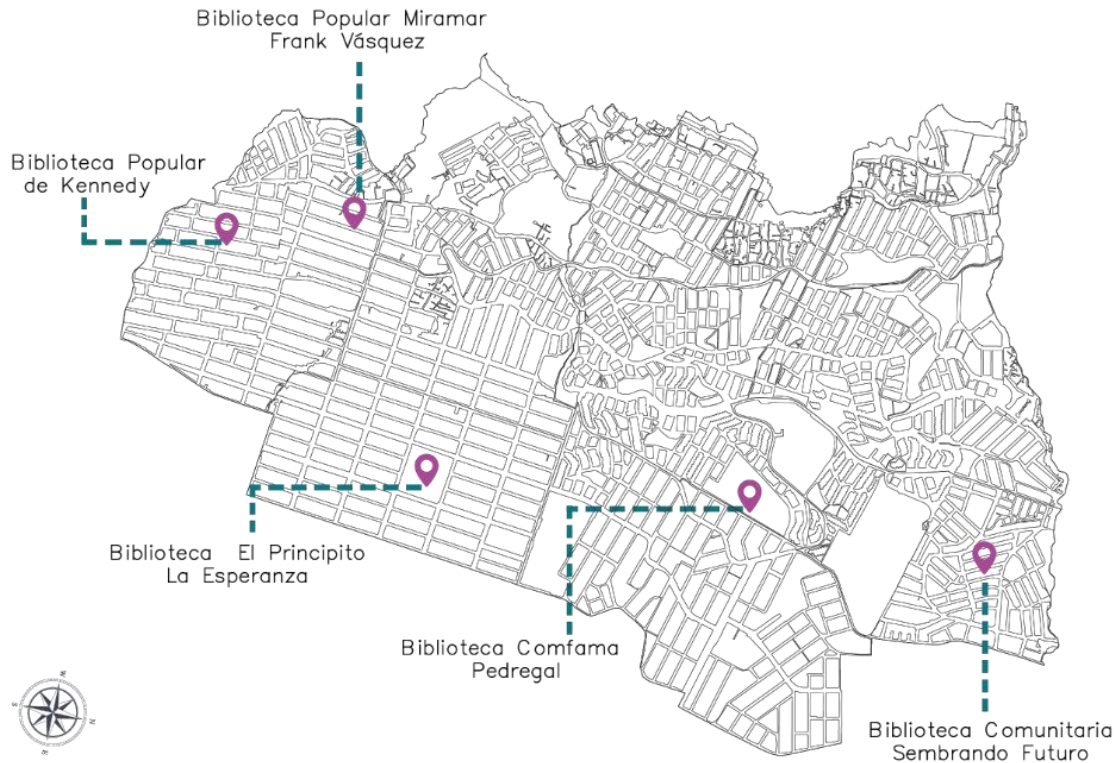 Biblioteca Popular Miramar
Frank Vásquez
Biblioteca Popular
de Kennedy
Biblioteca El Principito
La Esperanza
Biblioteca Comfama
Pedregal
Biblioteca Comunitaria
Sembrando Futuro
N